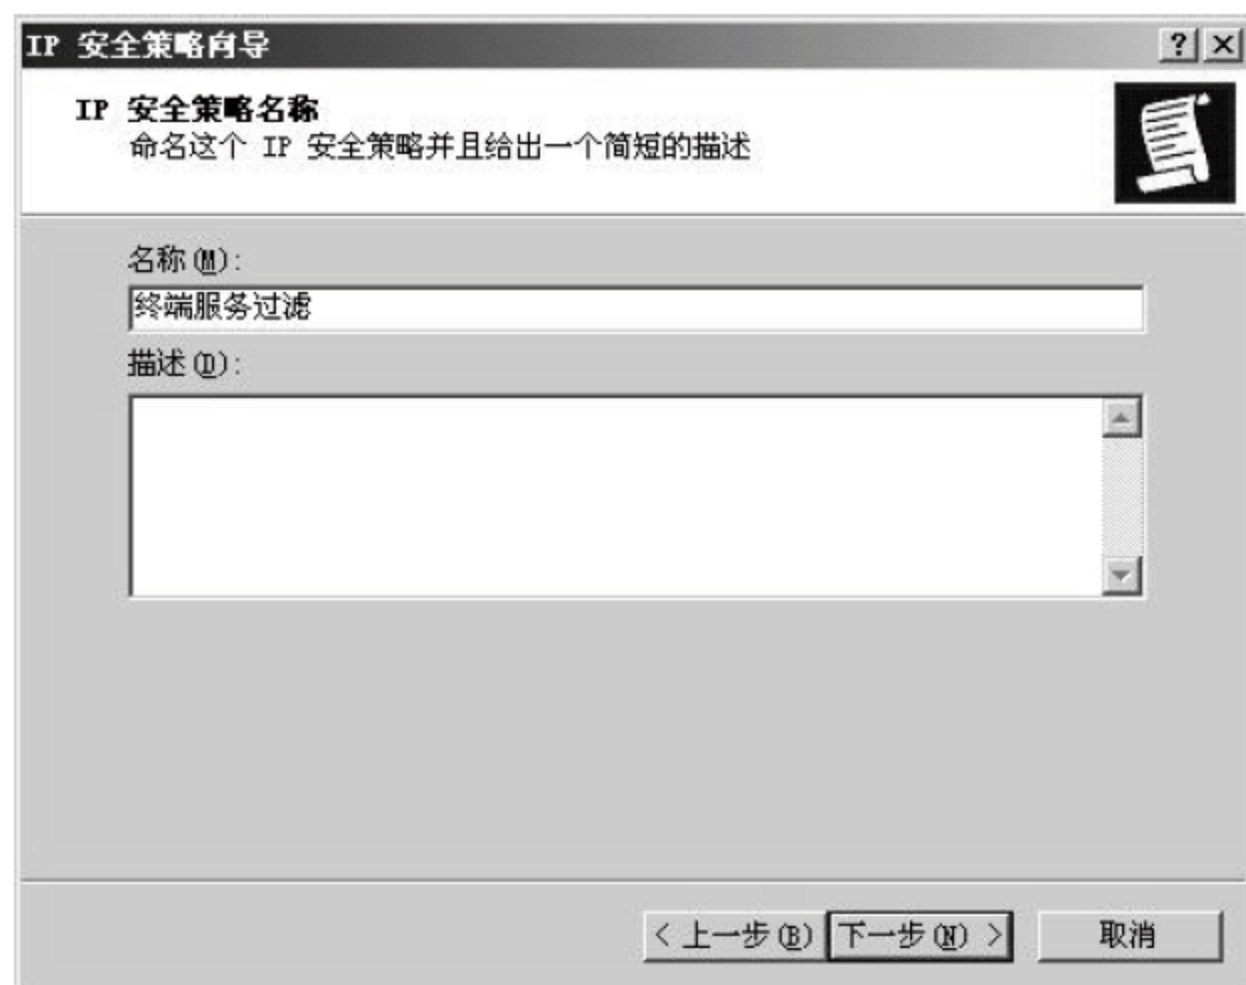 IP 安全策略向导
IP 安全策略名称
命名这个 IP 安全策略并且给出一个简短的描述
名称(M):
终端服务过滤
描述(D):
< 上一步(B) 下一步(N) > 取消